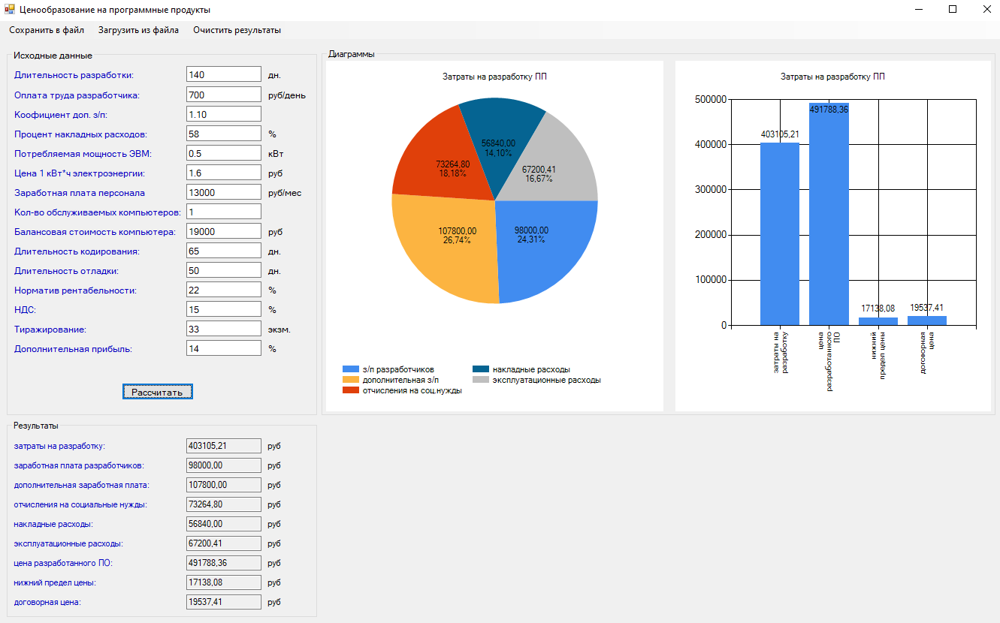 Ценообразование на программные продукты
Сохранить в файл Загрузить из файла Очистить результаты
Исходные данные
Длительность разработки: 140 дн.
Оплата труда разработчика: 700 руб/день
Коофициент доп. з/п: 1.10
Процент накладных расходов: 58 %
Потребляемая мощность ЭВМ: 0.5 кВт
Цена 1 кВт*ч электроэнергии: 1.6 руб
Заработная плата персонала 13000 руб/мес
Кол-во обслуживаемых компьютеров: 1
Балансовая стоимость компьютера: 19000 руб
Длительность кодирования: 65 дн.
Длительность отладки: 50 дн.
Норматив рентабельности: 22 %
НДС: 15 %
Тиражирование: 33 экзм.
Дополнительная прибыль: 14 %
Рассчитать
Диаграммы
Затраты на разработку ПП
56840,00
14,10%
73264,80
18,18%
67200,41
16,67%
107800,00
26,74%
98000,00
24,31%
з/п разработчиков
дополнительная з/п
отчисления на соц.нужды
накладные расходы
эксплуатационные расходы
Затраты на разработку ПП
500000
400000
300000
200000
100000
0
403105,21
491788,36
17138,08
19537,41
затраты на
разработку
цена
разработанного
ПО
нижний
предел цены
договорная
цена
Результаты
затраты на разработку: 403105,21 руб
заработная плата разработчиков: 98000,00 руб
дополнительная заработная плата: 107800,00 руб
отчисления на социальные нужды: 73264,80 руб
накладные расходы: 56840,00 руб
эксплуатационные расходы: 67200,41 руб
цена разработанного ПО: 491788,36 руб
нижний предел цены: 17138,08 руб
договорная цена: 19537,41 руб